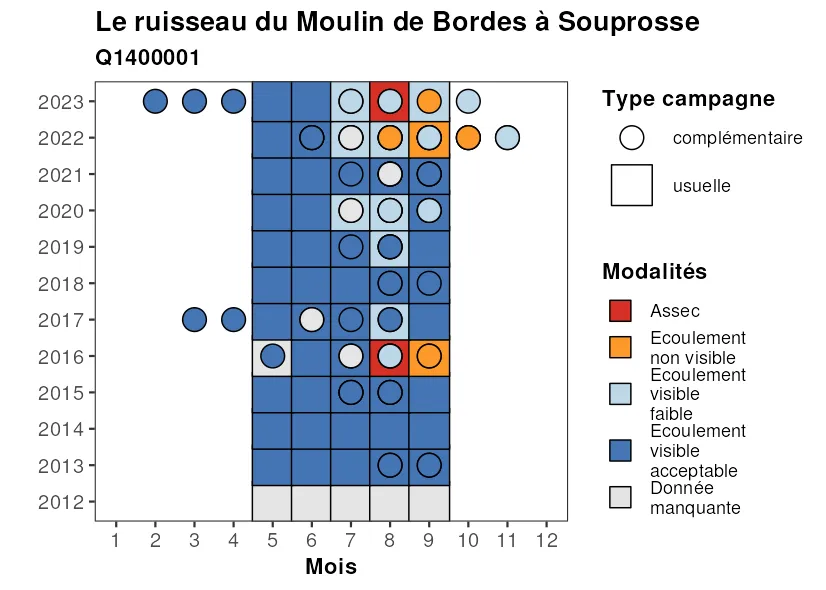 Le ruisseau du Moulin de Bordes à Souprosse
Q1400001
2023
2022
2021
2020
2019
2018
2017
2016
2015
2014
2013
2012
1 2 3 4 5 6 7 8 9 10 11 12
Mois
Type campagne
complémentaire
usuelle
Modalités
Assec
Ecoulement
non visible
Ecoulement
visible
faible
Ecoulement
visible
acceptable
Donnée
manquante